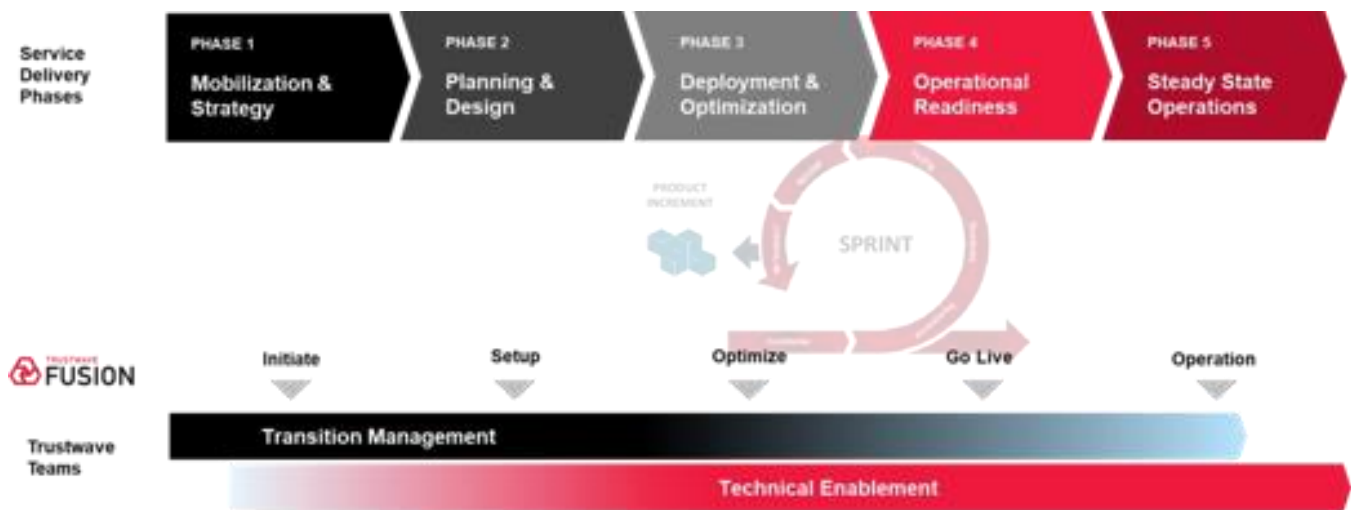 Service
Delivery
Phases
PHASE 1
Mobilization &
Strategy
PHASE 2
Planning &
Design
PHASE 3
Deployment &
Optimization
PHASE 4
Operational
Readiness
PHASE 5
Steady State
Operations
PRODUCT
INCREMENT
SPRINT
TRUSTWAVE
FUSION
Initiate
Setup
Optimize
Go Live
Operation
Trustwave
Teams
Transition Management
Technical Enablement